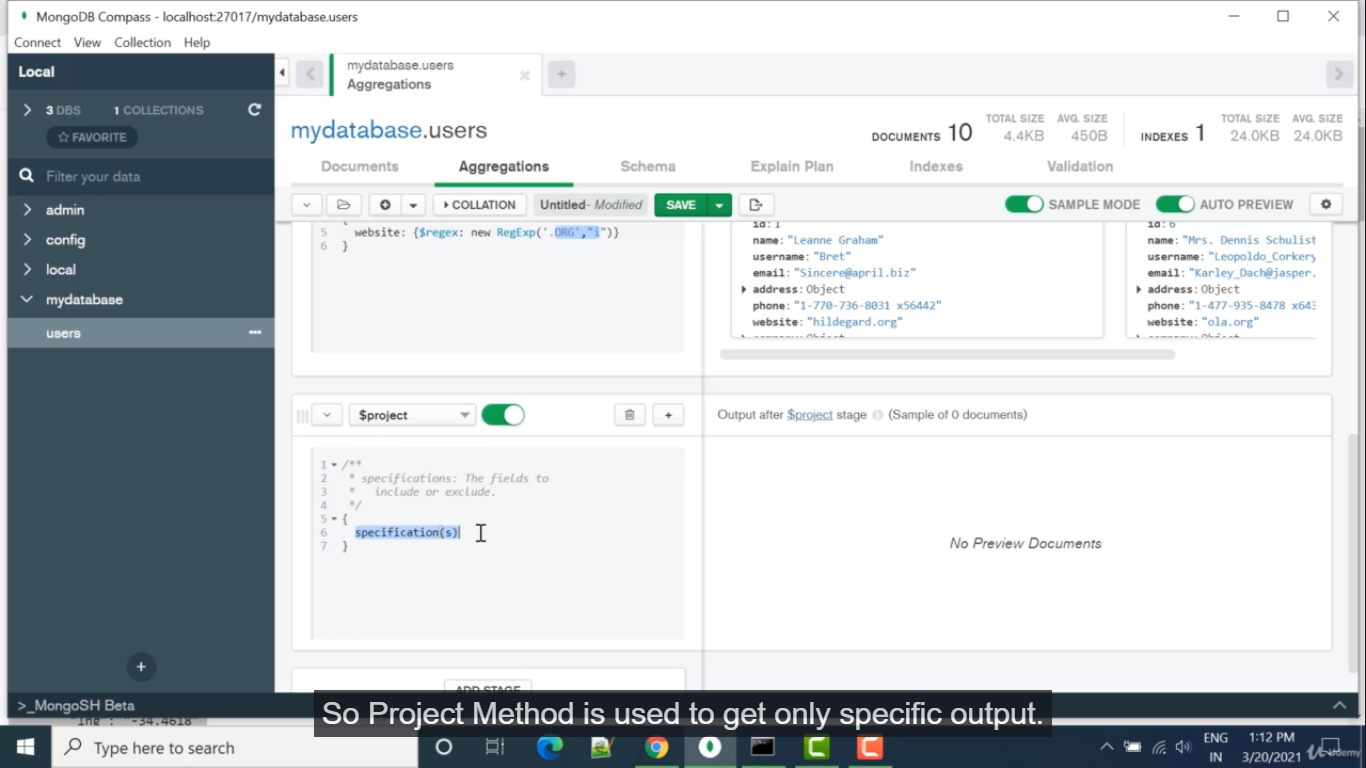 MongoDB Compass - localhost:27017/mydatabase.users
Connect View Collection Help
Local
3 DBS 1 COLLECTIONS
FAVORITE
Filter your data
admin
config
local
mydatabase
users
>_MongoSH Beta
mydatabase.users
Aggregations
mydatabase.users
DOCUMENTS 10 TOTAL SIZE 4.4KB AVG. SIZE 450B INDEXES 1 TOTAL SIZE 24.0KB AVG. SIZE 24.0KB
Documents Aggregations Schema Explain Plan Indexes Validation
COLLATION Untitled- Modified SAVE SAMPLE MODE AUTO PREVIEW
5 website: {$regex: new RegExp('.ORG',"i")}
6 }
id: 1
name: "Leanne Graham"
username: "Bret"
email: "Sincere@april.biz"
address: Object
phone: "1-770-736-8031 x56442"
website: "hildegard.org"
id: 6
name: "Mrs. Dennis Schulist
username: "Leopoldo_Corkery
email: "Karley_Dach@jasper.
address: Object
phone: "1-477-935-8478 x643
website: "ola.org"
$project
Output after $project stage (Sample of 0 documents)
1 /**
2 * specifications: The fields to
3 * include or exclude.
4 */
5 {
6 specification(s)
7 }
No Preview Documents
ADD STAGE
So Project Method is used to get only specific output.
"lng" : "-34.4618"
Type here to search
ENG
IN
1:12 PM
3/20/2021
Udemy